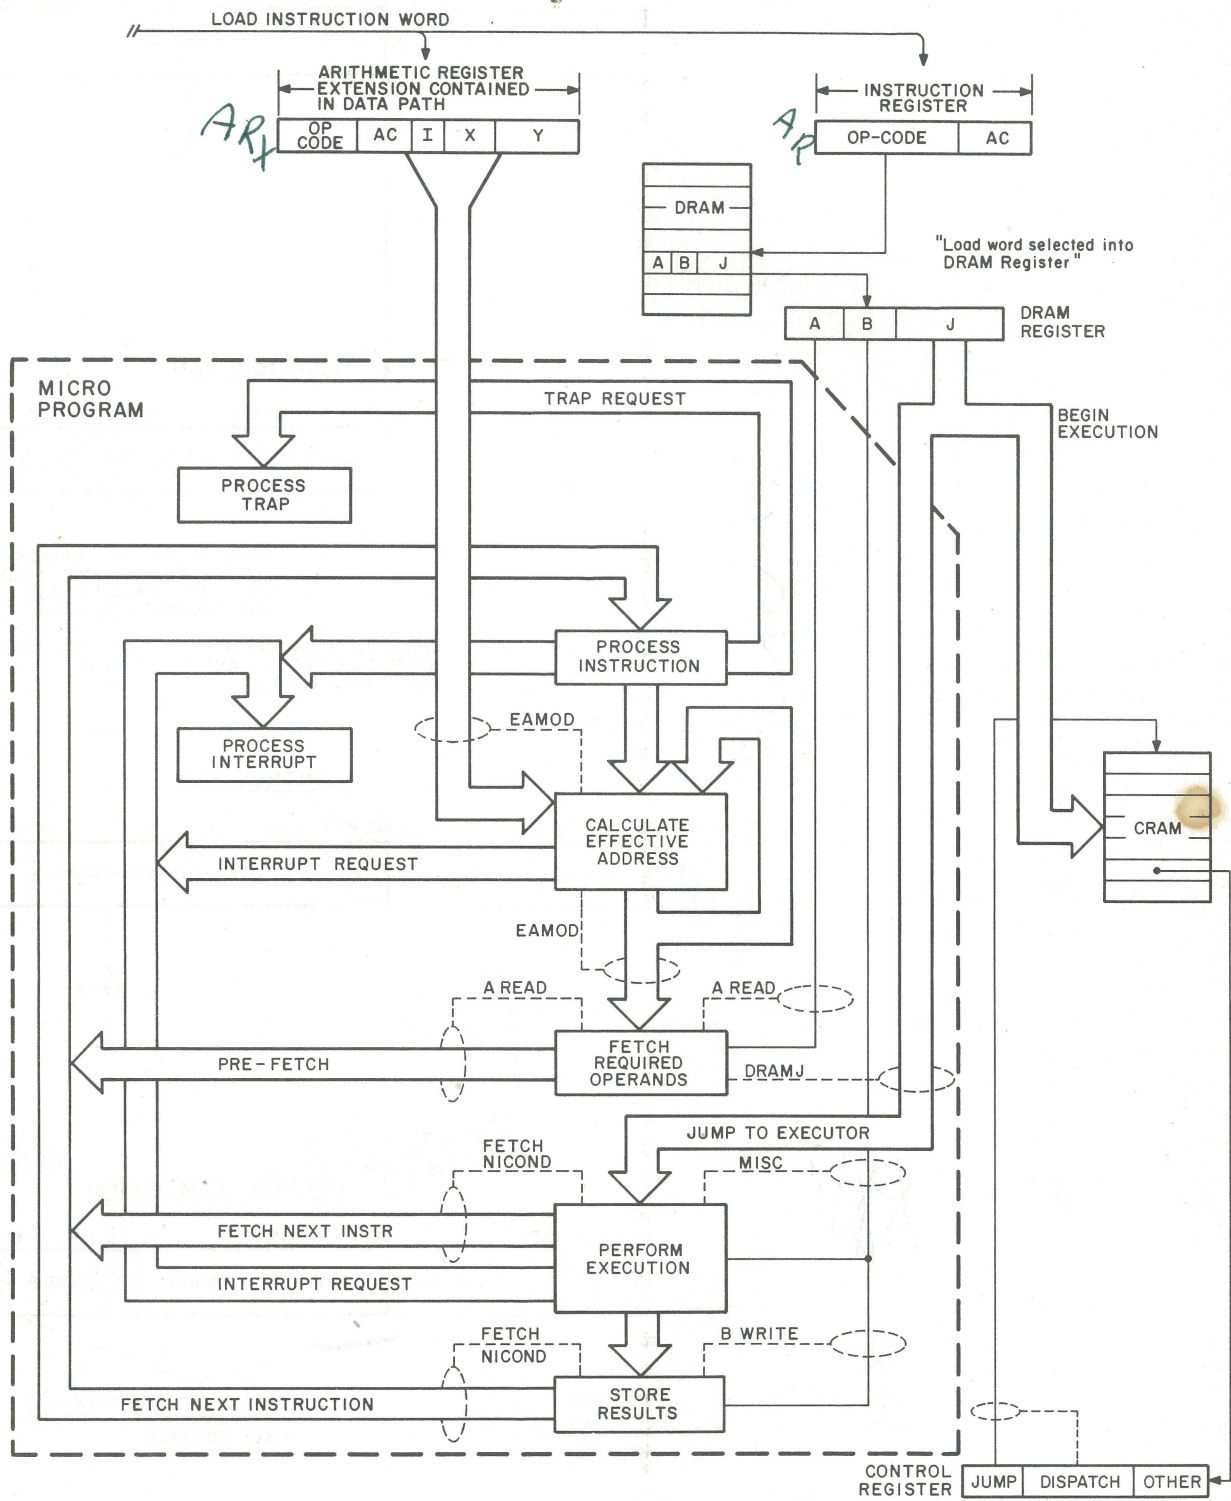 LOAD INSTRUCTION WORD
ARITHMETIC REGISTER
EXTENSION CONTAINED
IN DATA PATH
INSTRUCTION
REGISTER
ARX
OP
CODE
AC
I
X
Y
AR
OP-CODE
AC
DRAM
A
B
J
"Load word selected into
DRAM Register"
A
B
J
DRAM
REGISTER
MICRO
PROGRAM
TRAP REQUEST
BEGIN
EXECUTION
PROCESS
TRAP
PROCESS
INSTRUCTION
EAMOD
PROCESS
INTERRUPT
CALCULATE
EFFECTIVE
ADDRESS
CRAM
INTERRUPT REQUEST
EAMOD
A READ
A READ
FETCH
REQUIRED
OPERANDS
PRE-FETCH
DRAMJ
JUMP TO EXECUTOR
FETCH
NICOND
MISC
FETCH NEXT INSTR
PERFORM
EXECUTION
INTERRUPT REQUEST
FETCH
NICOND
B WRITE
FETCH NEXT INSTRUCTION
STORE
RESULTS
CONTROL
REGISTER
JUMP
DISPATCH
OTHER